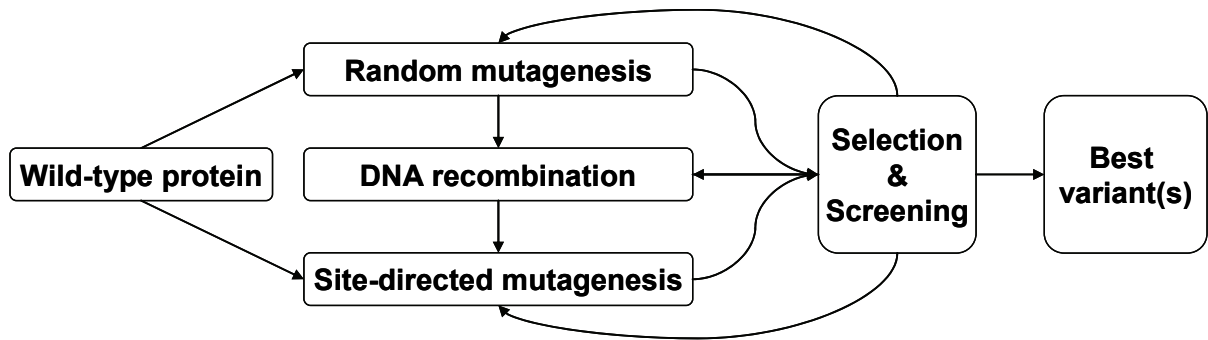 Random mutagenesis
Wild-type protein
DNA recombination
Site-directed mutagenesis
Selection
&
Screening
Best
variant(s)